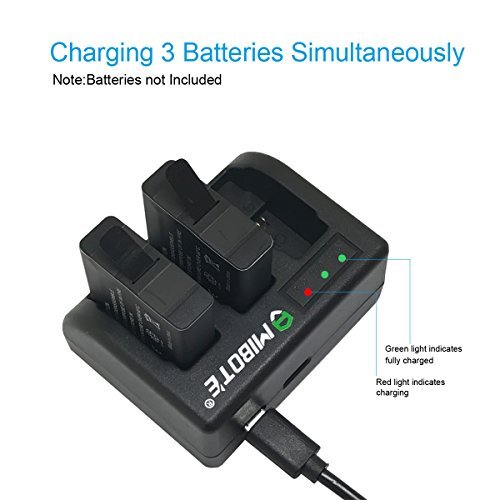 Charging 3 Batteries Simultaneously
Note:Batteries not Included
MIBOTE®
Green light indicates
fully charged
Red light indicates
charging